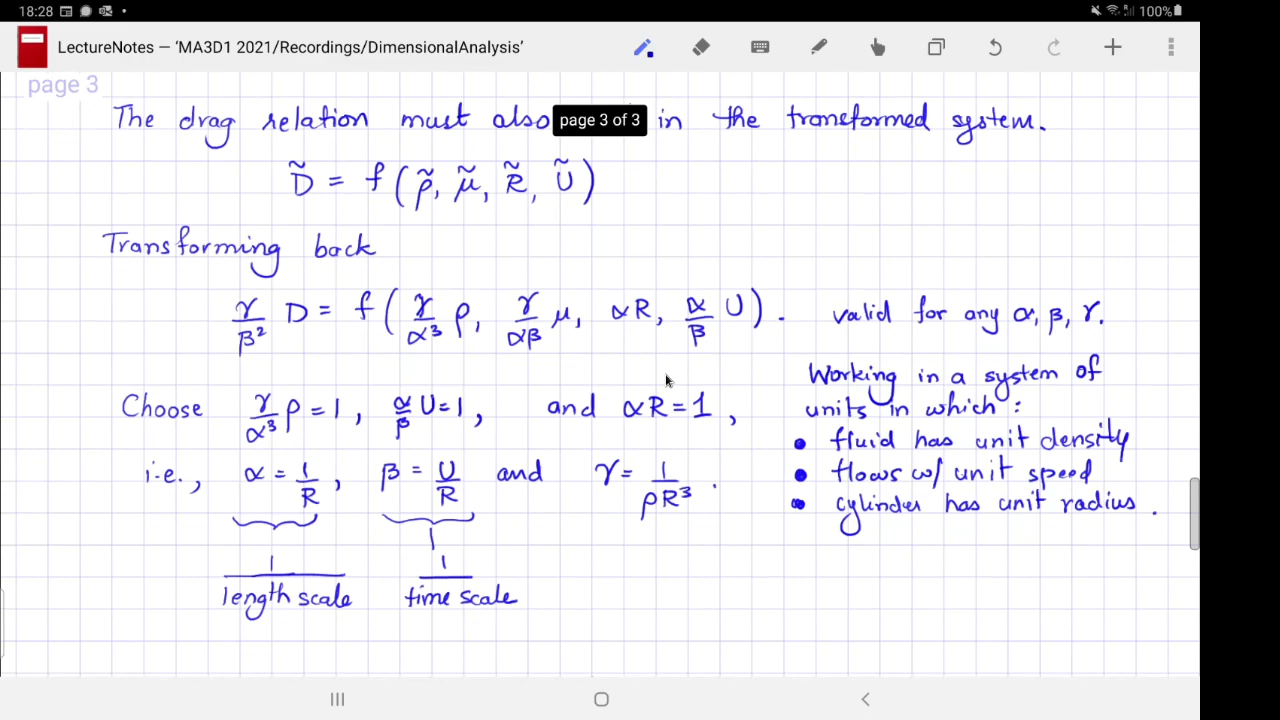 18:28
100%
LectureNotes — ‘MA3D1 2021/Recordings/DimensionalAnalysis’
page 3
The drag relation must also in the transformed system.
page 3 of 3
D̃ = f(ρ̃, μ̃, R̃, Ũ)
Transforming back
γ/β² D = f(γ/α³ ρ, γ/αβ μ, αR, α/β U). valid for any α, β, γ.
Choose γ/α³ ρ=1, α/β U=1, and αR=1,
i.e., α = 1/R, β = U/R and γ = 1/ρR³.
1/length scale 1/time scale
Working in a system of
units in which:
• fluid has unit density
• flows w/ unit speed
• cylinder has unit radius.